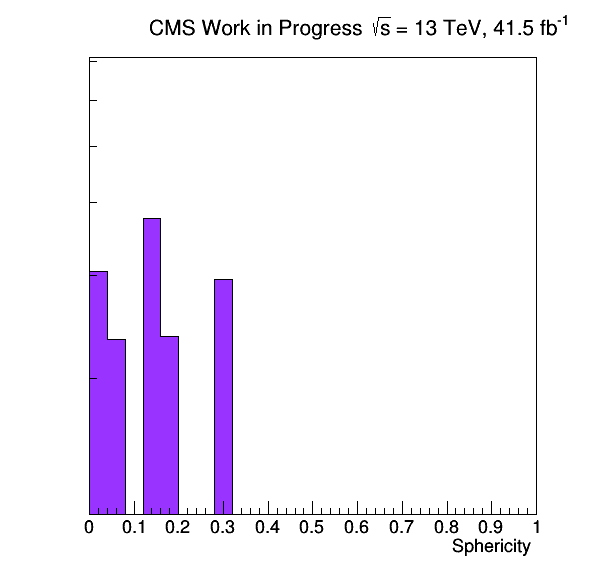 CMS Work in Progress √s = 13 TeV, 41.5 fb⁻¹
0 0.1 0.2 0.3 0.4 0.5 0.6 0.7 0.8 0.9 1
Sphericity